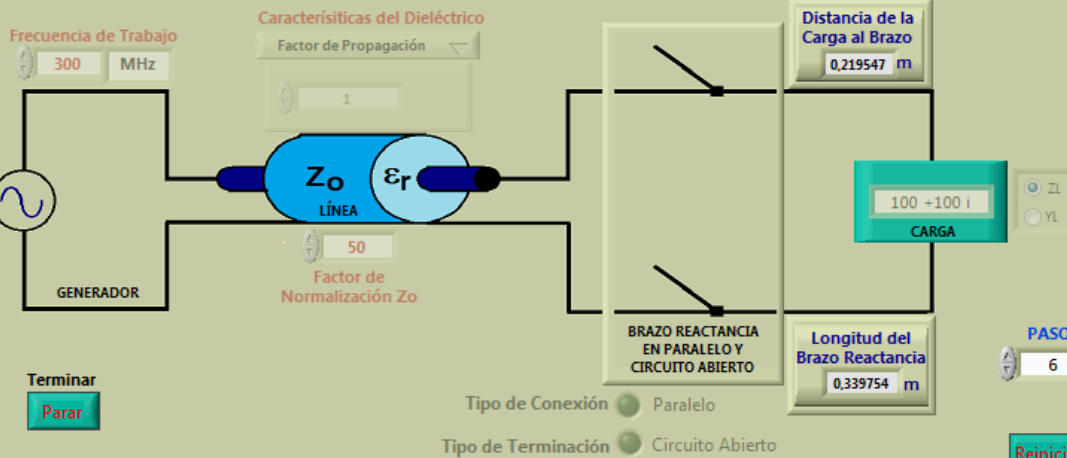 Caracterísiticas del Dieléctrico
Frecuencia de Trabajo
300 MHz
Factor de Propagación
1
Distancia de la
Carga al Brazo
0,219547 m
Zo
εr
LÍNEA
50
Factor de
Normalización Zo
GENERADOR
100 +100 i
CARGA
ZL
YL
BRAZO REACTANCIA
EN PARALELO Y
CIRCUITO ABIERTO
Longitud del
Brazo Reactancia
0,339754 m
PASO
6
Terminar
Parar
Tipo de Conexión Paralelo
Tipo de Terminación Circuito Abierto